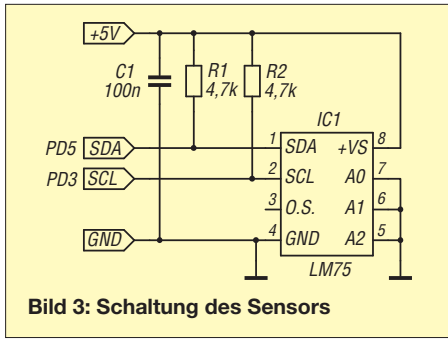 +5V
C1
100n
R1
4,7k
R2
4,7k
IC1
PD5 SDA
1 SDA
+VS 8
PD3 SCL
2 SCL
A0 7
3 O.S.
A1 6
GND
4 GND
A2 5
LM75
Bild 3: Schaltung des Sensors